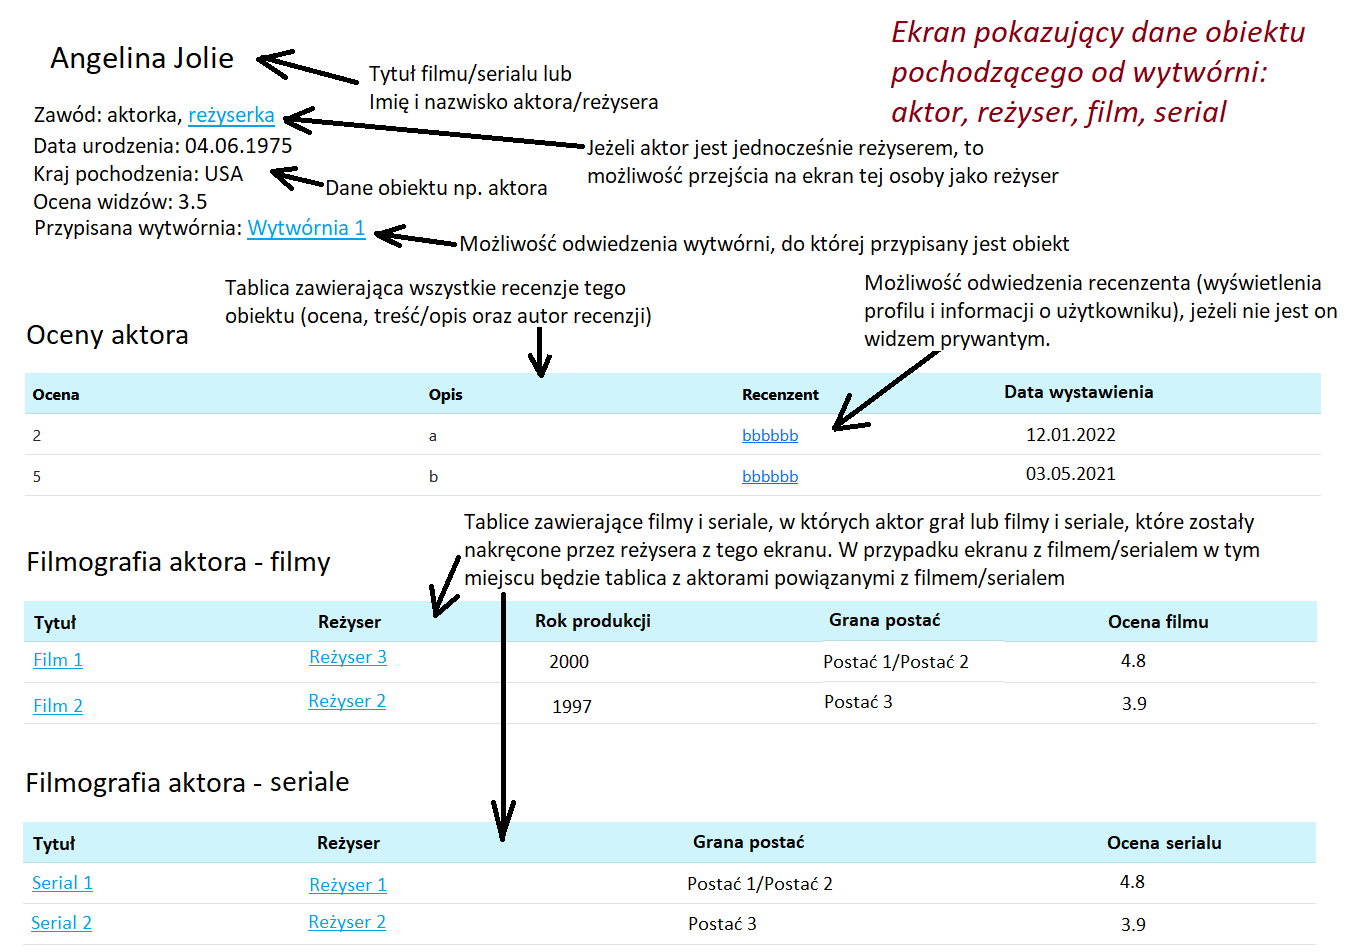 Ekran pokazujący dane obiektu
pochodzącego od wytwórni:
aktor, reżyser, film, serial
Angelina Jolie
Tytuł filmu/serialu lub
Imię i nazwisko aktora/reżysera
Zawód: aktorka, reżyserka
Data urodzenia: 04.06.1975
Kraj pochodzenia: USA
Ocena widzów: 3.5
Przypisana wytwórnia: Wytwórnia 1
Jeżeli aktor jest jednocześnie reżyserem, to
możliwość przejścia na ekran tej osoby jako reżyser
Dane obiektu np. aktora
Możliwość odwiedzenia wytwórni, do której przypisany jest obiekt
Tablica zawierająca wszystkie recenzje tego
obiektu (ocena, treść/opis oraz autor recenzji)
Możliwość odwiedzenia recenzenta (wyświetlenia
profilu i informacji o użytkowniku), jeżeli nie jest on
widzem prywantym.
Oceny aktora
Ocena Opis Recenzent Data wystawienia
2 a bbbbbb 12.01.2022
5 b bbbbbb 03.05.2021
Tablice zawierające filmy i seriale, w których aktor grał lub filmy i seriale, które zostały
nakręcone przez reżysera z tego ekranu. W przypadku ekranu z filmem/serialem w tym
miejscu będzie tablica z aktorami powiązanymi z filmem/serialem
Filmografia aktora - filmy
Tytuł Reżyser Rok produkcji Grana postać Ocena filmu
Film 1 Reżyser 3 2000 Postać 1/Postać 2 4.8
Film 2 Reżyser 2 1997 Postać 3 3.9
Filmografia aktora - seriale
Tytuł Reżyser Grana postać Ocena serialu
Serial 1 Reżyser 1 Postać 1/Postać 2 4.8
Serial 2 Reżyser 2 Postać 3 3.9